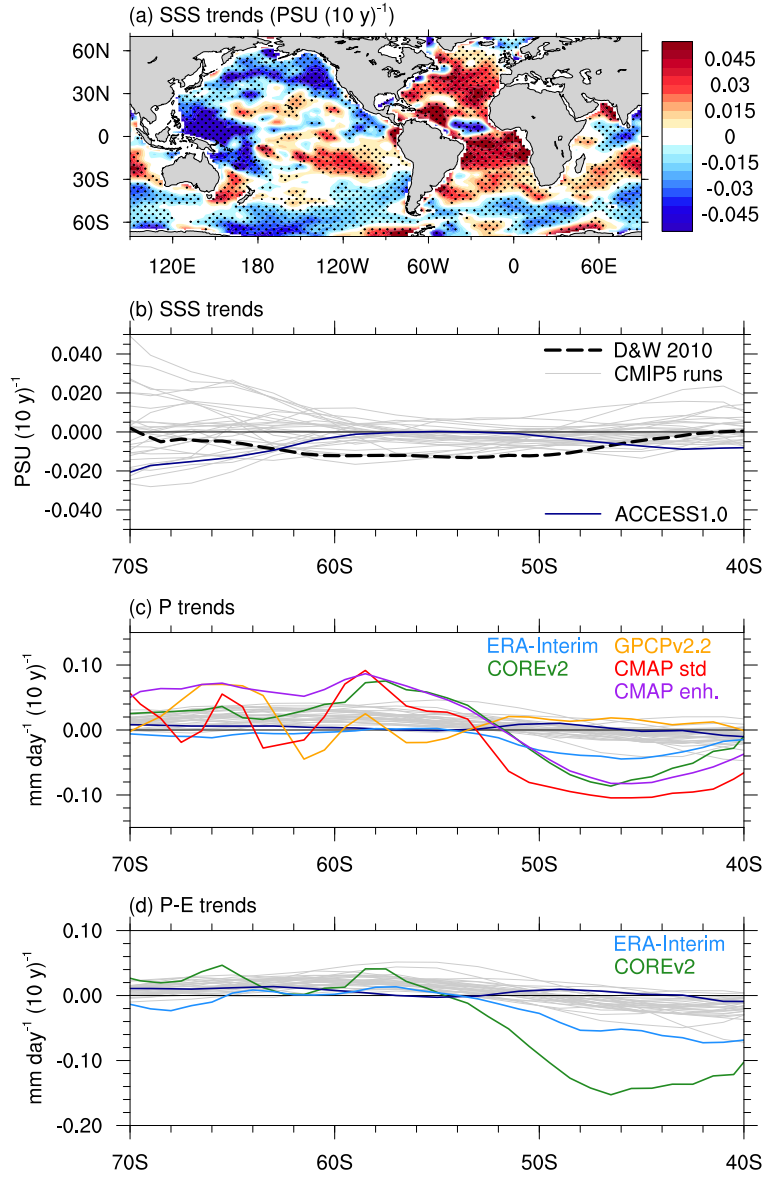 (a) SSS trends (PSU (10 y)⁻¹)
60N
30N
0
30S
60S
120E 180 120W 60W 0 60E
0.045
0.015
0
-0.015
-0.03
-0.045
(b) SSS trends
0.040
0.020
0.000
-0.020
-0.040
PSU (10 y)⁻¹
D&W 2010
CMIP5 runs
ACCESS1.0
70S 60S 50S 40S
(c) P trends
0.10
0.00
-0.10
mm day⁻¹ (10 y)⁻¹
ERA-Interim GPCPv2.2
COREv2 CMAP std
CMAP enh.
70S 60S 50S 40S
(d) P-E trends
0.10
0.00
-0.10
-0.20
mm day⁻¹ (10 y)⁻¹
ERA-Interim
COREv2
70S 60S 50S 40S